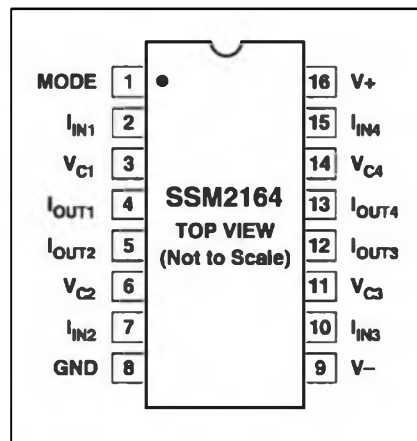 MODE 1 16 V+
IIN1 2 15 IIN4
VC1 3 14 VC4
IOUT1 4 SSM2164 13 IOUT4
IOUT2 5 TOP VIEW 12 IOUT3
VC2 6 (Not to Scale) 11 VC3
IIN2 7 10 IIN3
GND 8 9 V–